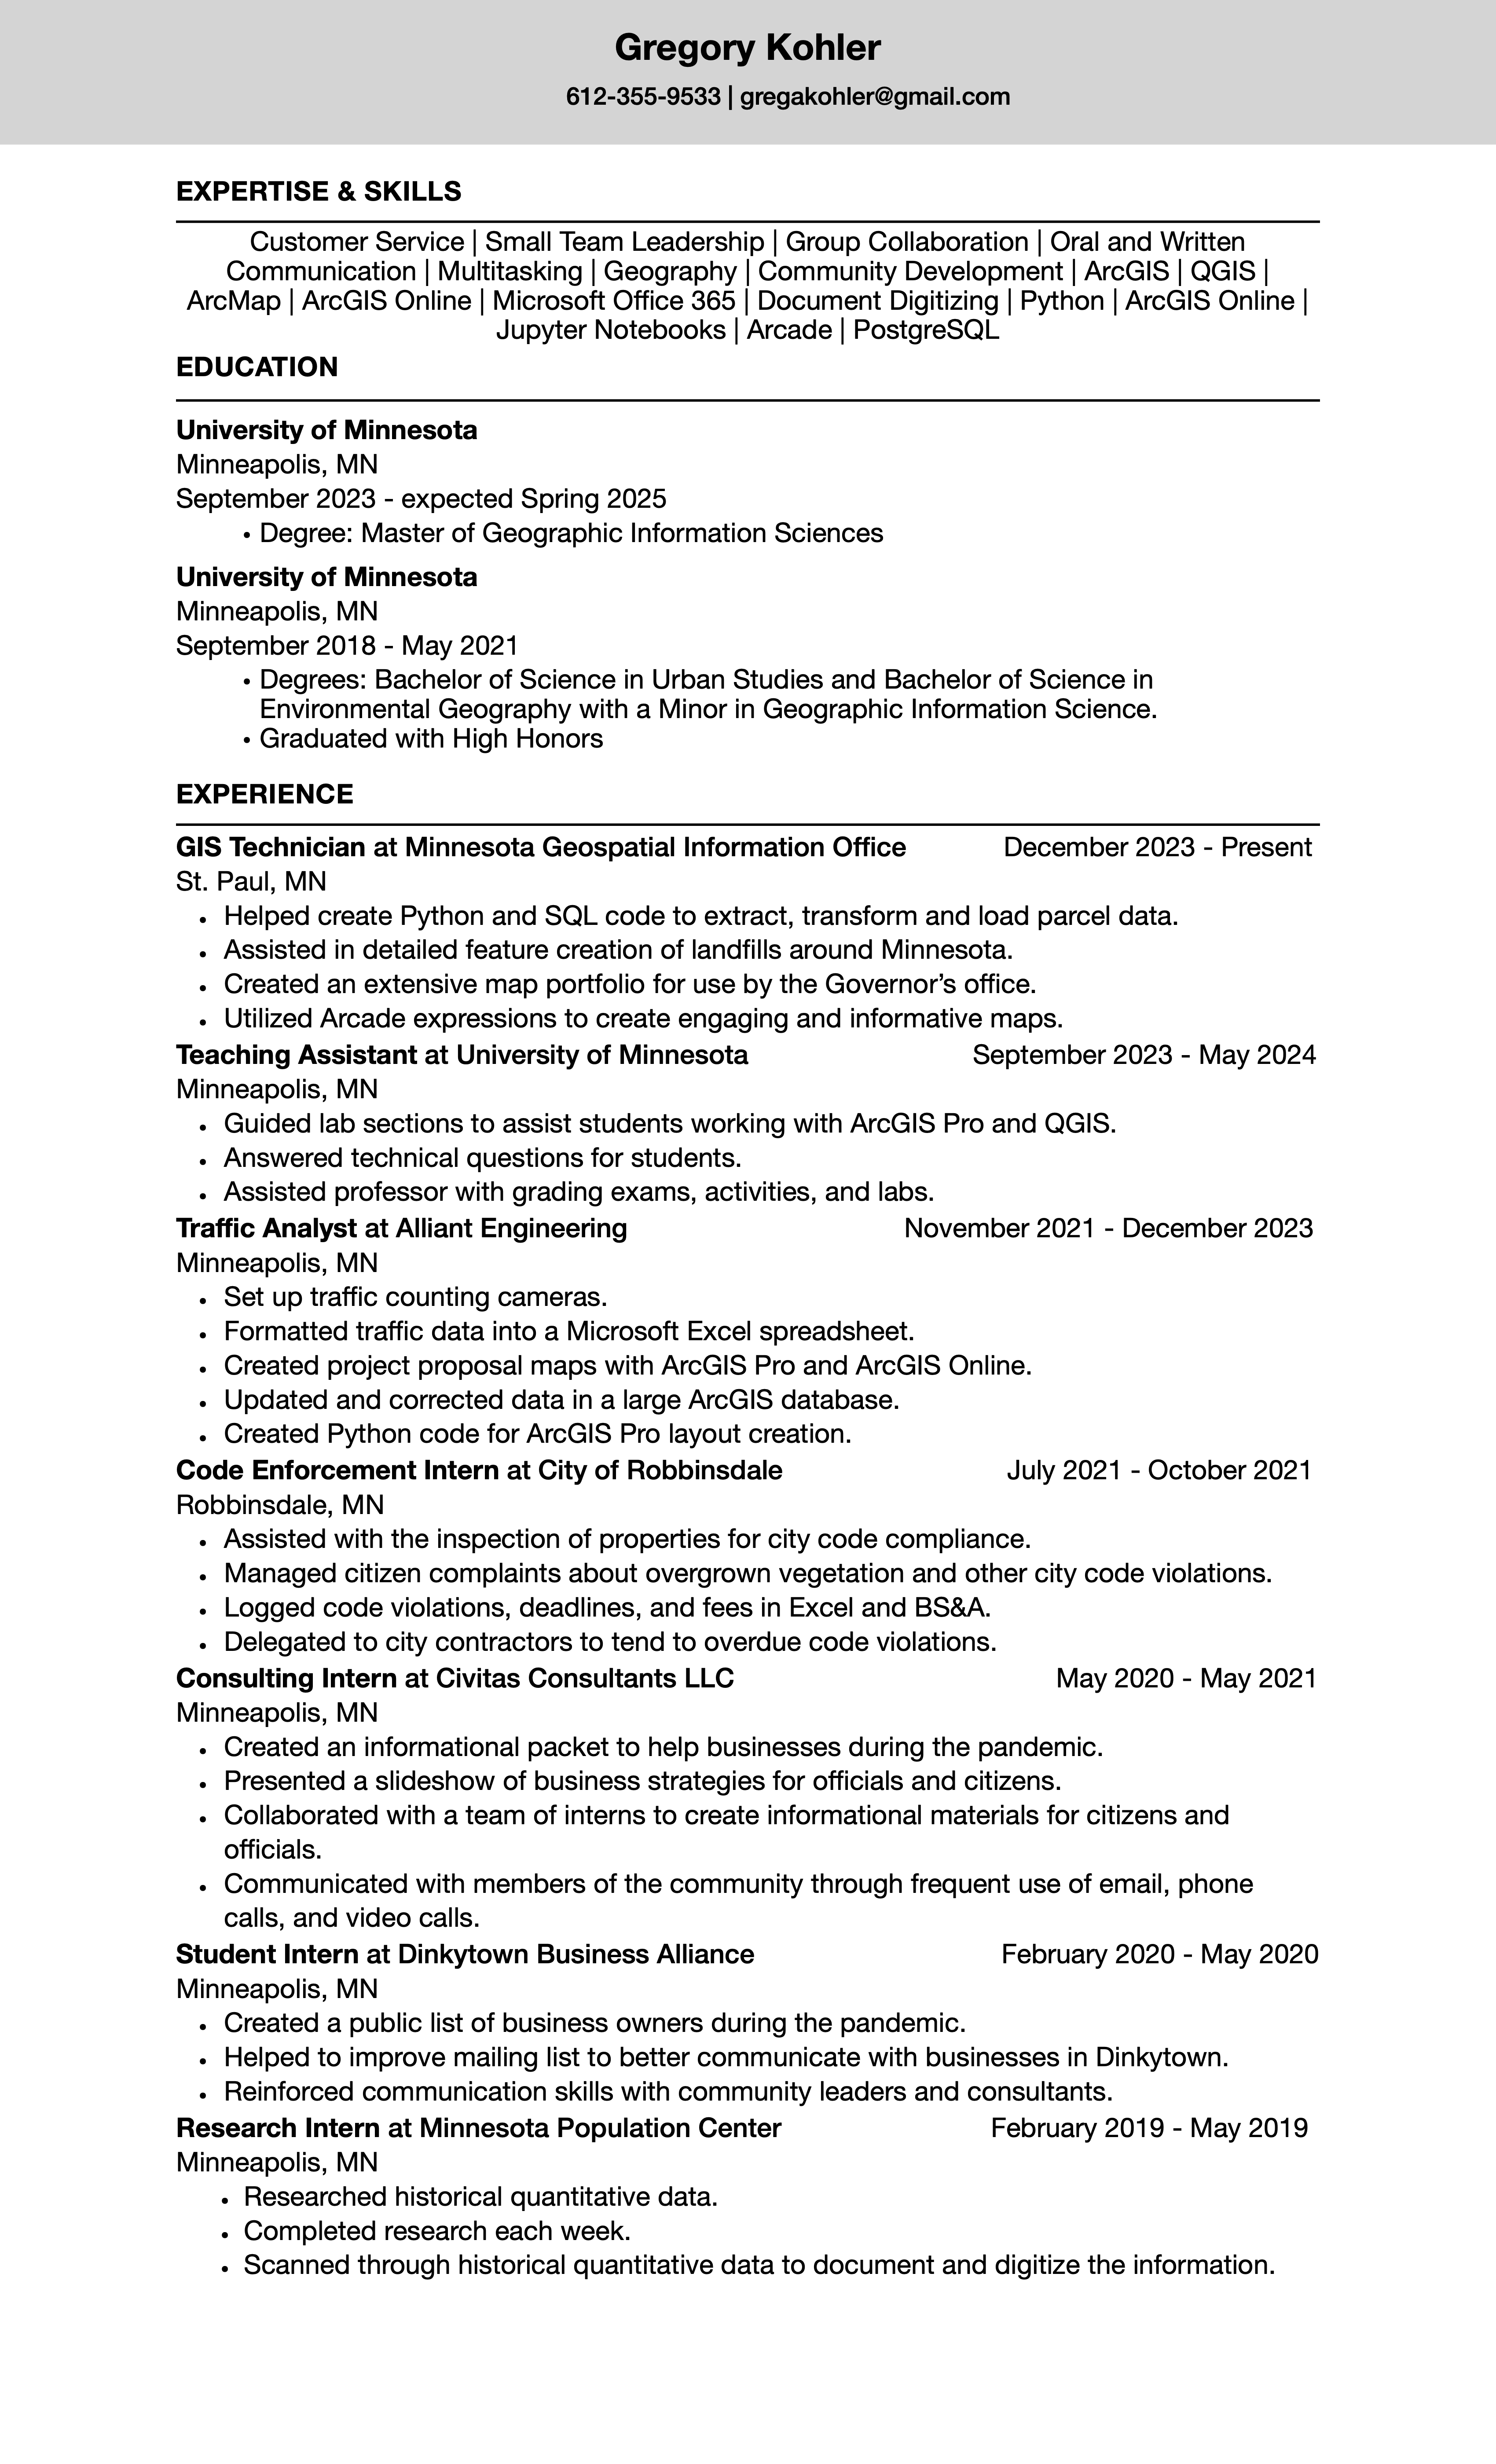 Gregory Kohler
612-355-9533 | gregakohler@gmail.com
EXPERTISE & SKILLS
Customer Service | Small Team Leadership | Group Collaboration | Oral and Written
Communication | Multitasking | Geography | Community Development | ArcGIS | QGIS |
ArcMap | ArcGIS Online | Microsoft Office 365 | Document Digitizing | Python | ArcGIS Online |
Jupyter Notebooks | Arcade | PostgreSQL
EDUCATION
University of Minnesota
Minneapolis, MN
September 2023 - expected Spring 2025
• Degree: Master of Geographic Information Sciences
University of Minnesota
Minneapolis, MN
September 2018 - May 2021
• Degrees: Bachelor of Science in Urban Studies and Bachelor of Science in
Environmental Geography with a Minor in Geographic Information Science.
• Graduated with High Honors
EXPERIENCE
GIS Technician at Minnesota Geospatial Information Office December 2023 - Present
St. Paul, MN
• Helped create Python and SQL code to extract, transform and load parcel data.
• Assisted in detailed feature creation of landfills around Minnesota.
• Created an extensive map portfolio for use by the Governor’s office.
• Utilized Arcade expressions to create engaging and informative maps.
Teaching Assistant at University of Minnesota September 2023 - May 2024
Minneapolis, MN
• Guided lab sections to assist students working with ArcGIS Pro and QGIS.
• Answered technical questions for students.
• Assisted professor with grading exams, activities, and labs.
Traffic Analyst at Alliant Engineering November 2021 - December 2023
Minneapolis, MN
• Set up traffic counting cameras.
• Formatted traffic data into a Microsoft Excel spreadsheet.
• Created project proposal maps with ArcGIS Pro and ArcGIS Online.
• Updated and corrected data in a large ArcGIS database.
• Created Python code for ArcGIS Pro layout creation.
Code Enforcement Intern at City of Robbinsdale July 2021 - October 2021
Robbinsdale, MN
• Assisted with the inspection of properties for city code compliance.
• Managed citizen complaints about overgrown vegetation and other city code violations.
• Logged code violations, deadlines, and fees in Excel and BS&A.
• Delegated to city contractors to tend to overdue code violations.
Consulting Intern at Civitas Consultants LLC May 2020 - May 2021
Minneapolis, MN
• Created an informational packet to help businesses during the pandemic.
• Presented a slideshow of business strategies for officials and citizens.
• Collaborated with a team of interns to create informational materials for citizens and
officials.
• Communicated with members of the community through frequent use of email, phone
calls, and video calls.
Student Intern at Dinkytown Business Alliance February 2020 - May 2020
Minneapolis, MN
• Created a public list of business owners during the pandemic.
• Helped to improve mailing list to better communicate with businesses in Dinkytown.
• Reinforced communication skills with community leaders and consultants.
Research Intern at Minnesota Population Center February 2019 - May 2019
Minneapolis, MN
• Researched historical quantitative data.
• Completed research each week.
• Scanned through historical quantitative data to document and digitize the information.